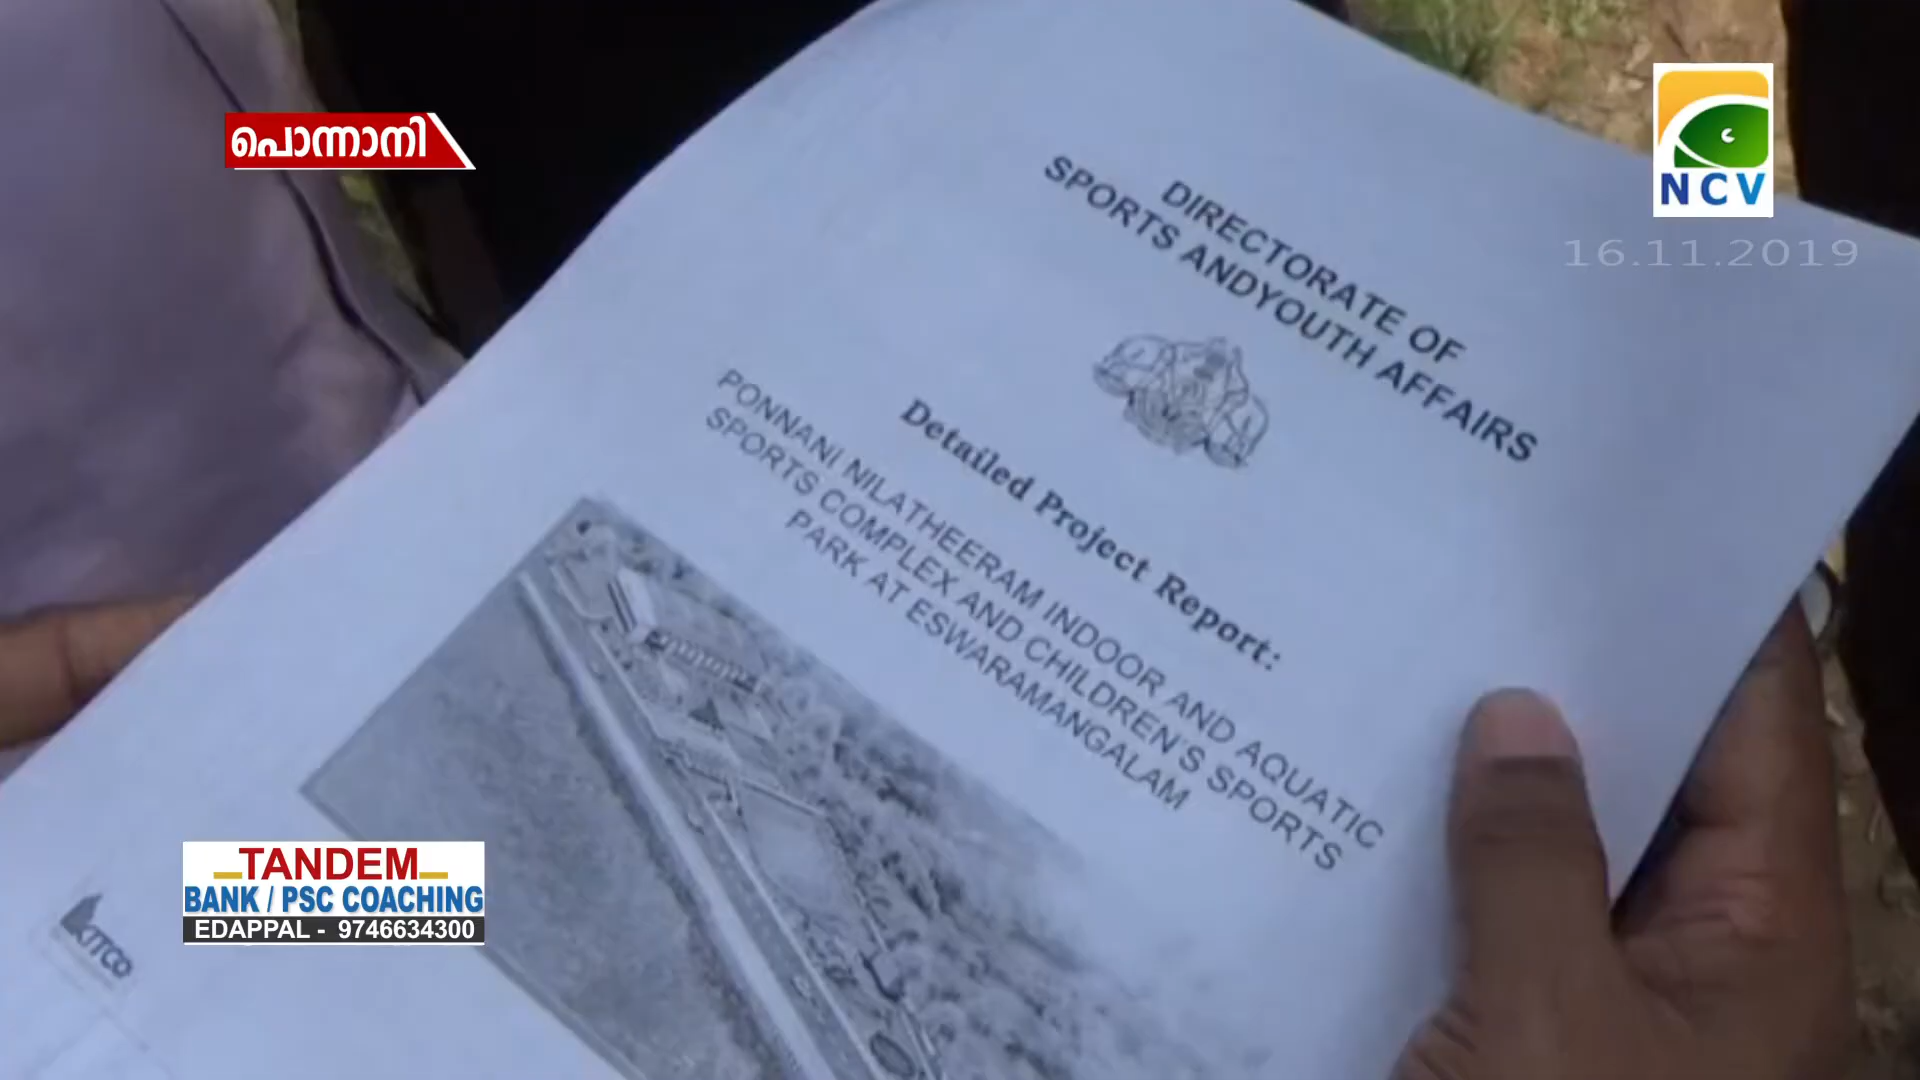 പൊന്നാനി
NCV
16.11.2019
DIRECTORATE OF
SPORTS ANDYOUTH AFFAIRS
Detailed Project Report:
PONNANI NILATHEERAM INDOOR AND AQUATIC
SPORTS COMPLEX AND CHILDREN'S SPORTS
PARK AT ESWARAMANGALAM
KITCO
TANDEM
BANK / PSC COACHING
EDAPPAL - 9746634300